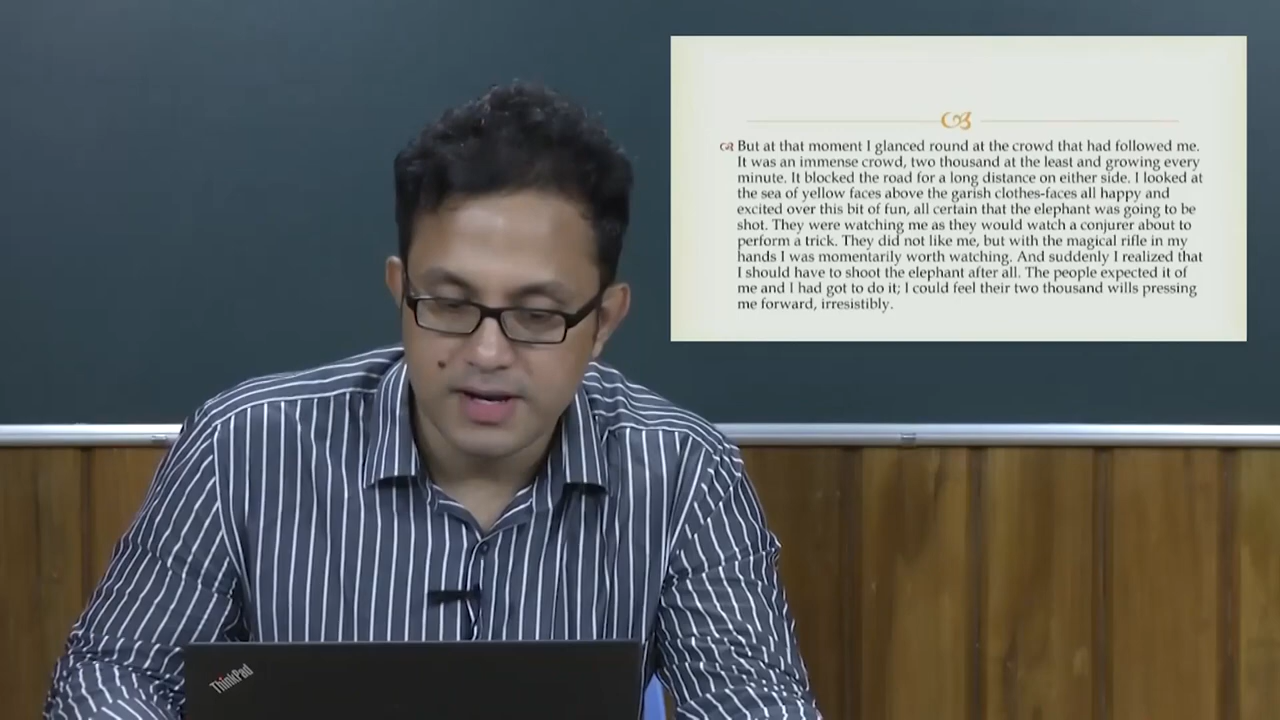 But at that moment I glanced round at the crowd that had followed me.
It was an immense crowd, two thousand at the least and growing every
minute. It blocked the road for a long distance on either side. I looked at
the sea of yellow faces above the garish clothes-faces all happy and
excited over this bit of fun, all certain that the elephant was going to be
shot. They were watching me as they would watch a conjurer about to
perform a trick. They did not like me, but with the magical rifle in my
hands I was momentarily worth watching. And suddenly I realized that
I should have to shoot the elephant after all. The people expected it of
me and I had got to do it; I could feel their two thousand wills pressing
me forward, irresistibly.
ThinkPad